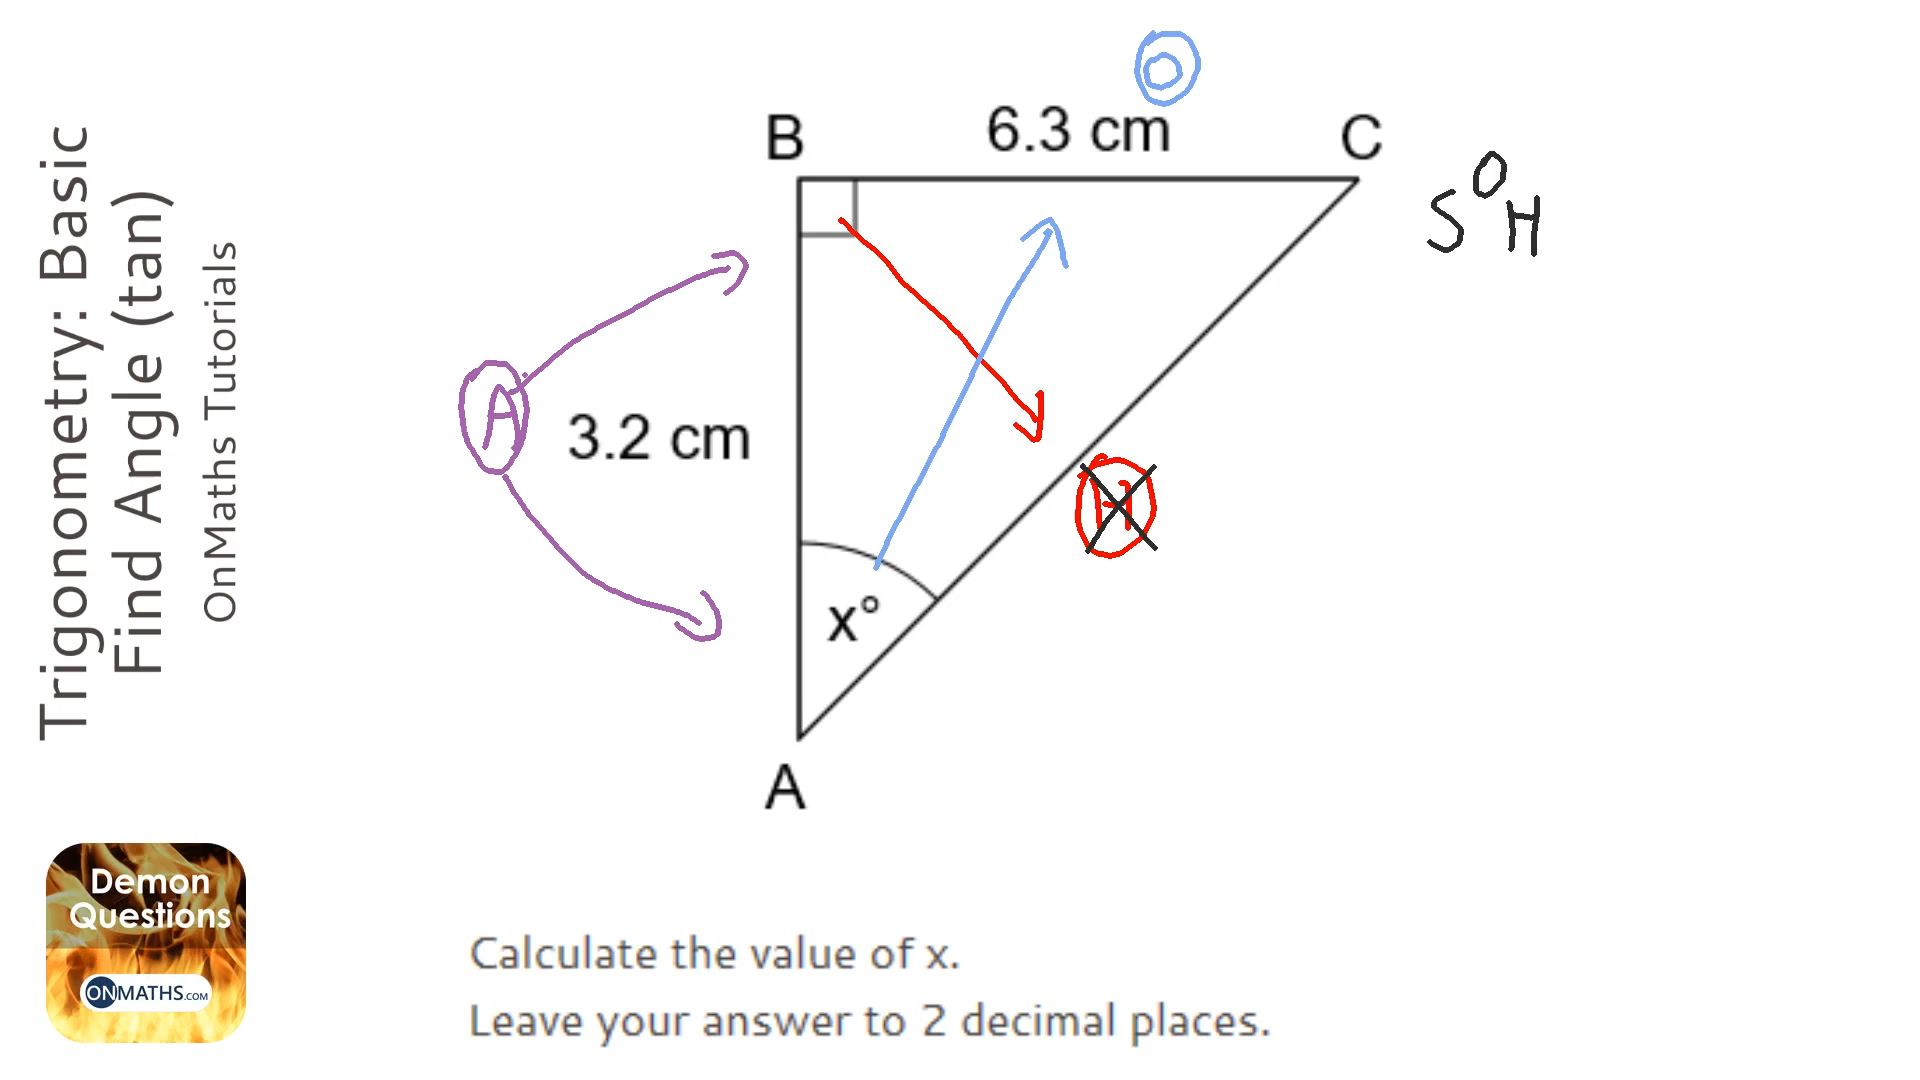 Trigonometry: Basic
Find Angle (tan)
OnMaths Tutorials
O
B
6.3 cm
C
SOH
A
3.2 cm
H
x°
A
Demon
Questions
ONMATHS.COM
Calculate the value of x.
Leave your answer to 2 decimal places.